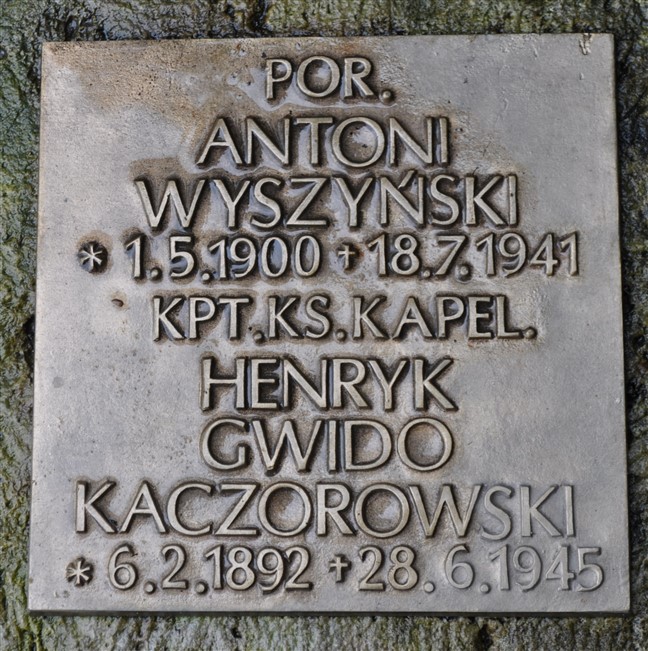 POR.
ANTONI
WYSZYŃSKI
* 1.5.1900 + 18.7.1941
KPT.KS.KAPEL.
HENRYK
GWIDO
KACZOROWSKI
* 6.2.1892 + 28.6.1945